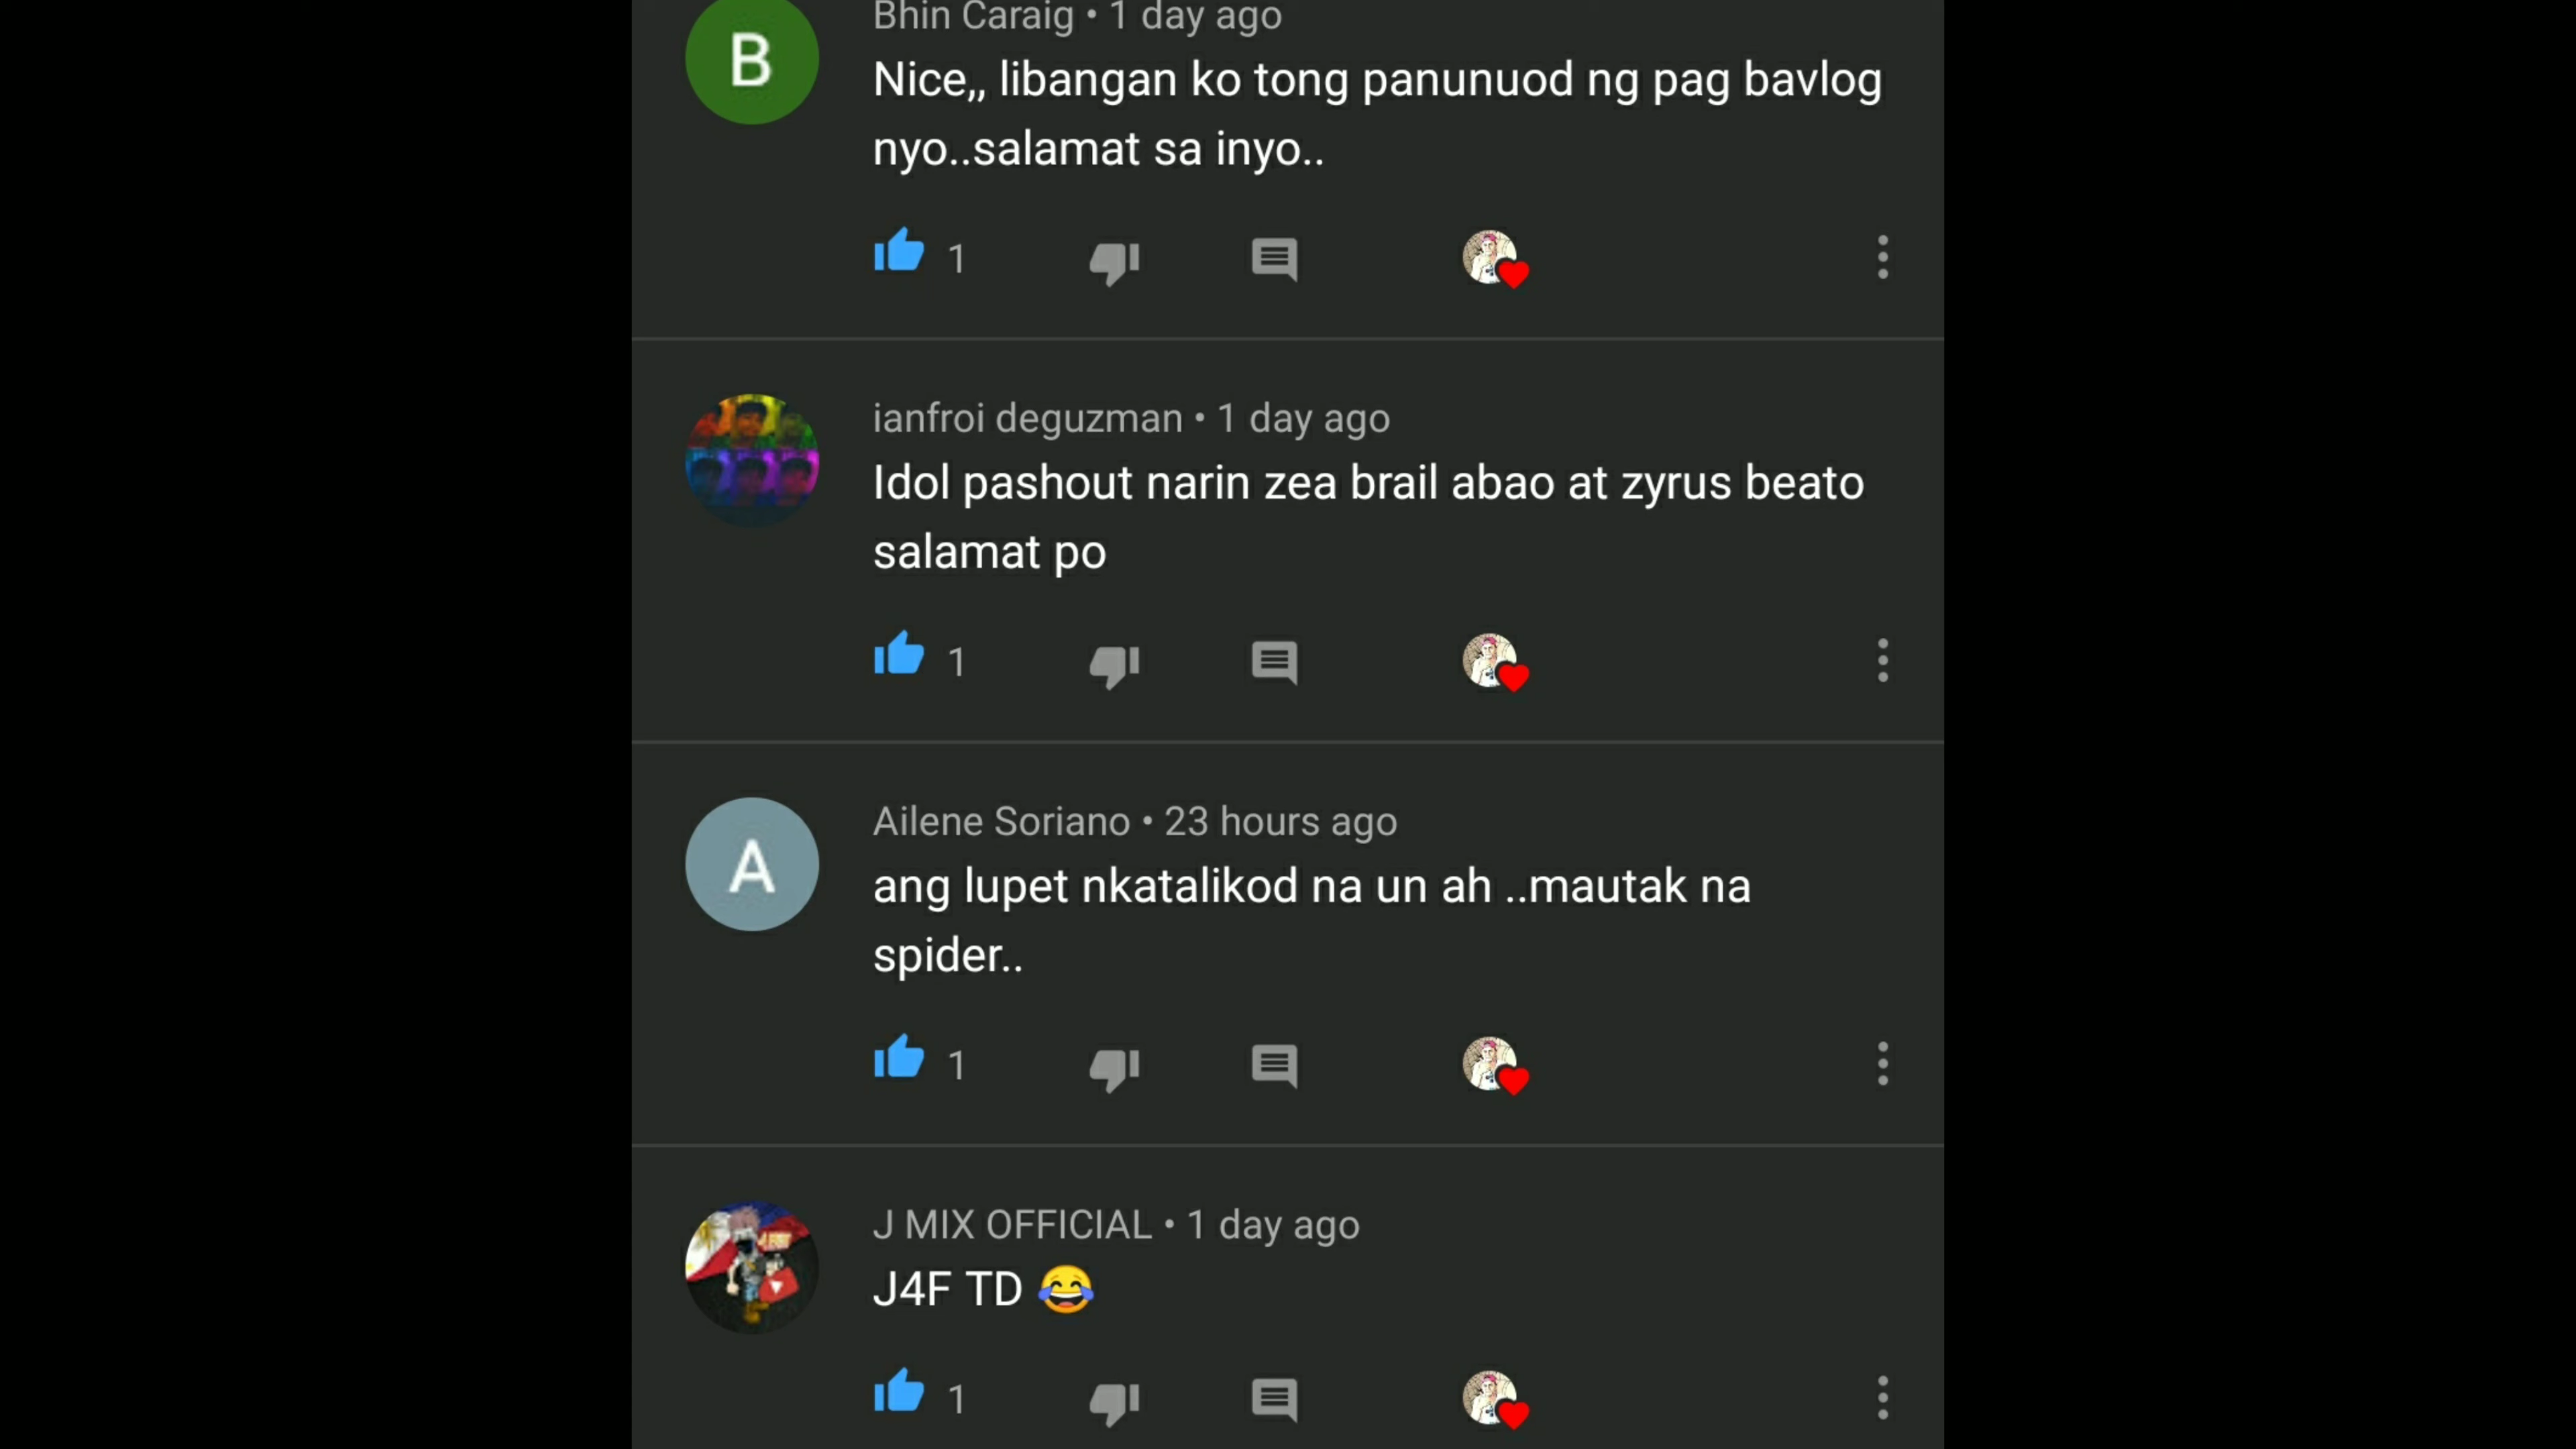 B
Bhin Caraig • 1 day ago
Nice,, libangan ko tong panunuod ng pag bavlog
nyo..salamat sa inyo..
1
ianfroi deguzman • 1 day ago
Idol pashout narin zea brail abao at zyrus beato
salamat po
1
A
Ailene Soriano • 23 hours ago
ang lupet nkatalikod na un ah ..mautak na
spider..
1
J MIX OFFICIAL • 1 day ago
J4F TD 😂
1